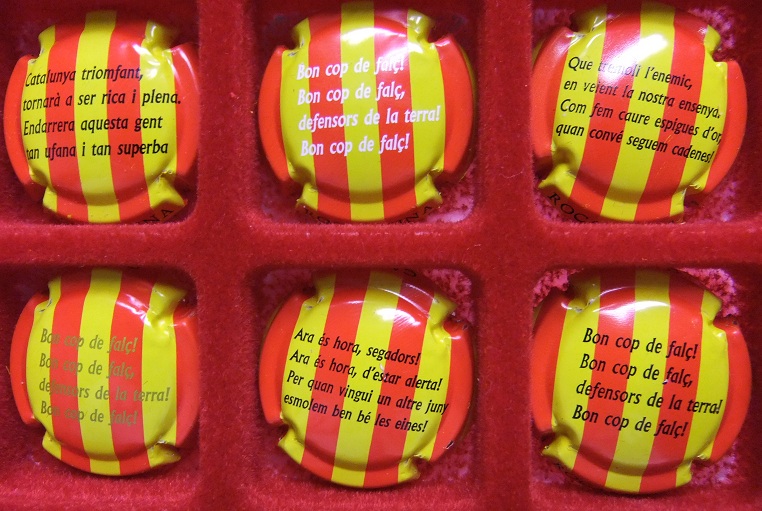 Catalunya triomfant,
tornarà a ser rica i plena.
Endarrera aquesta gent
tan ufana i tan superba
Bon cop de falç!
Bon cop de falç,
defensors de la terra!
Bon cop de falç!
Que tremoli l'enemic,
en veient la nostra ensenya.
Com fem caure espigues d'or,
quan convé seguem cadenes!
Bon cop de falç!
Bon cop de falç,
defensors de la terra!
Bon cop de falç!
Ara és hora, segadors!
Ara és hora, d'estar alerta!
Per quan vingui un altre juny
esmolem ben bé les eines!
Bon cop de falç!
Bon cop de falç,
defensors de la terra!
Bon cop de falç!